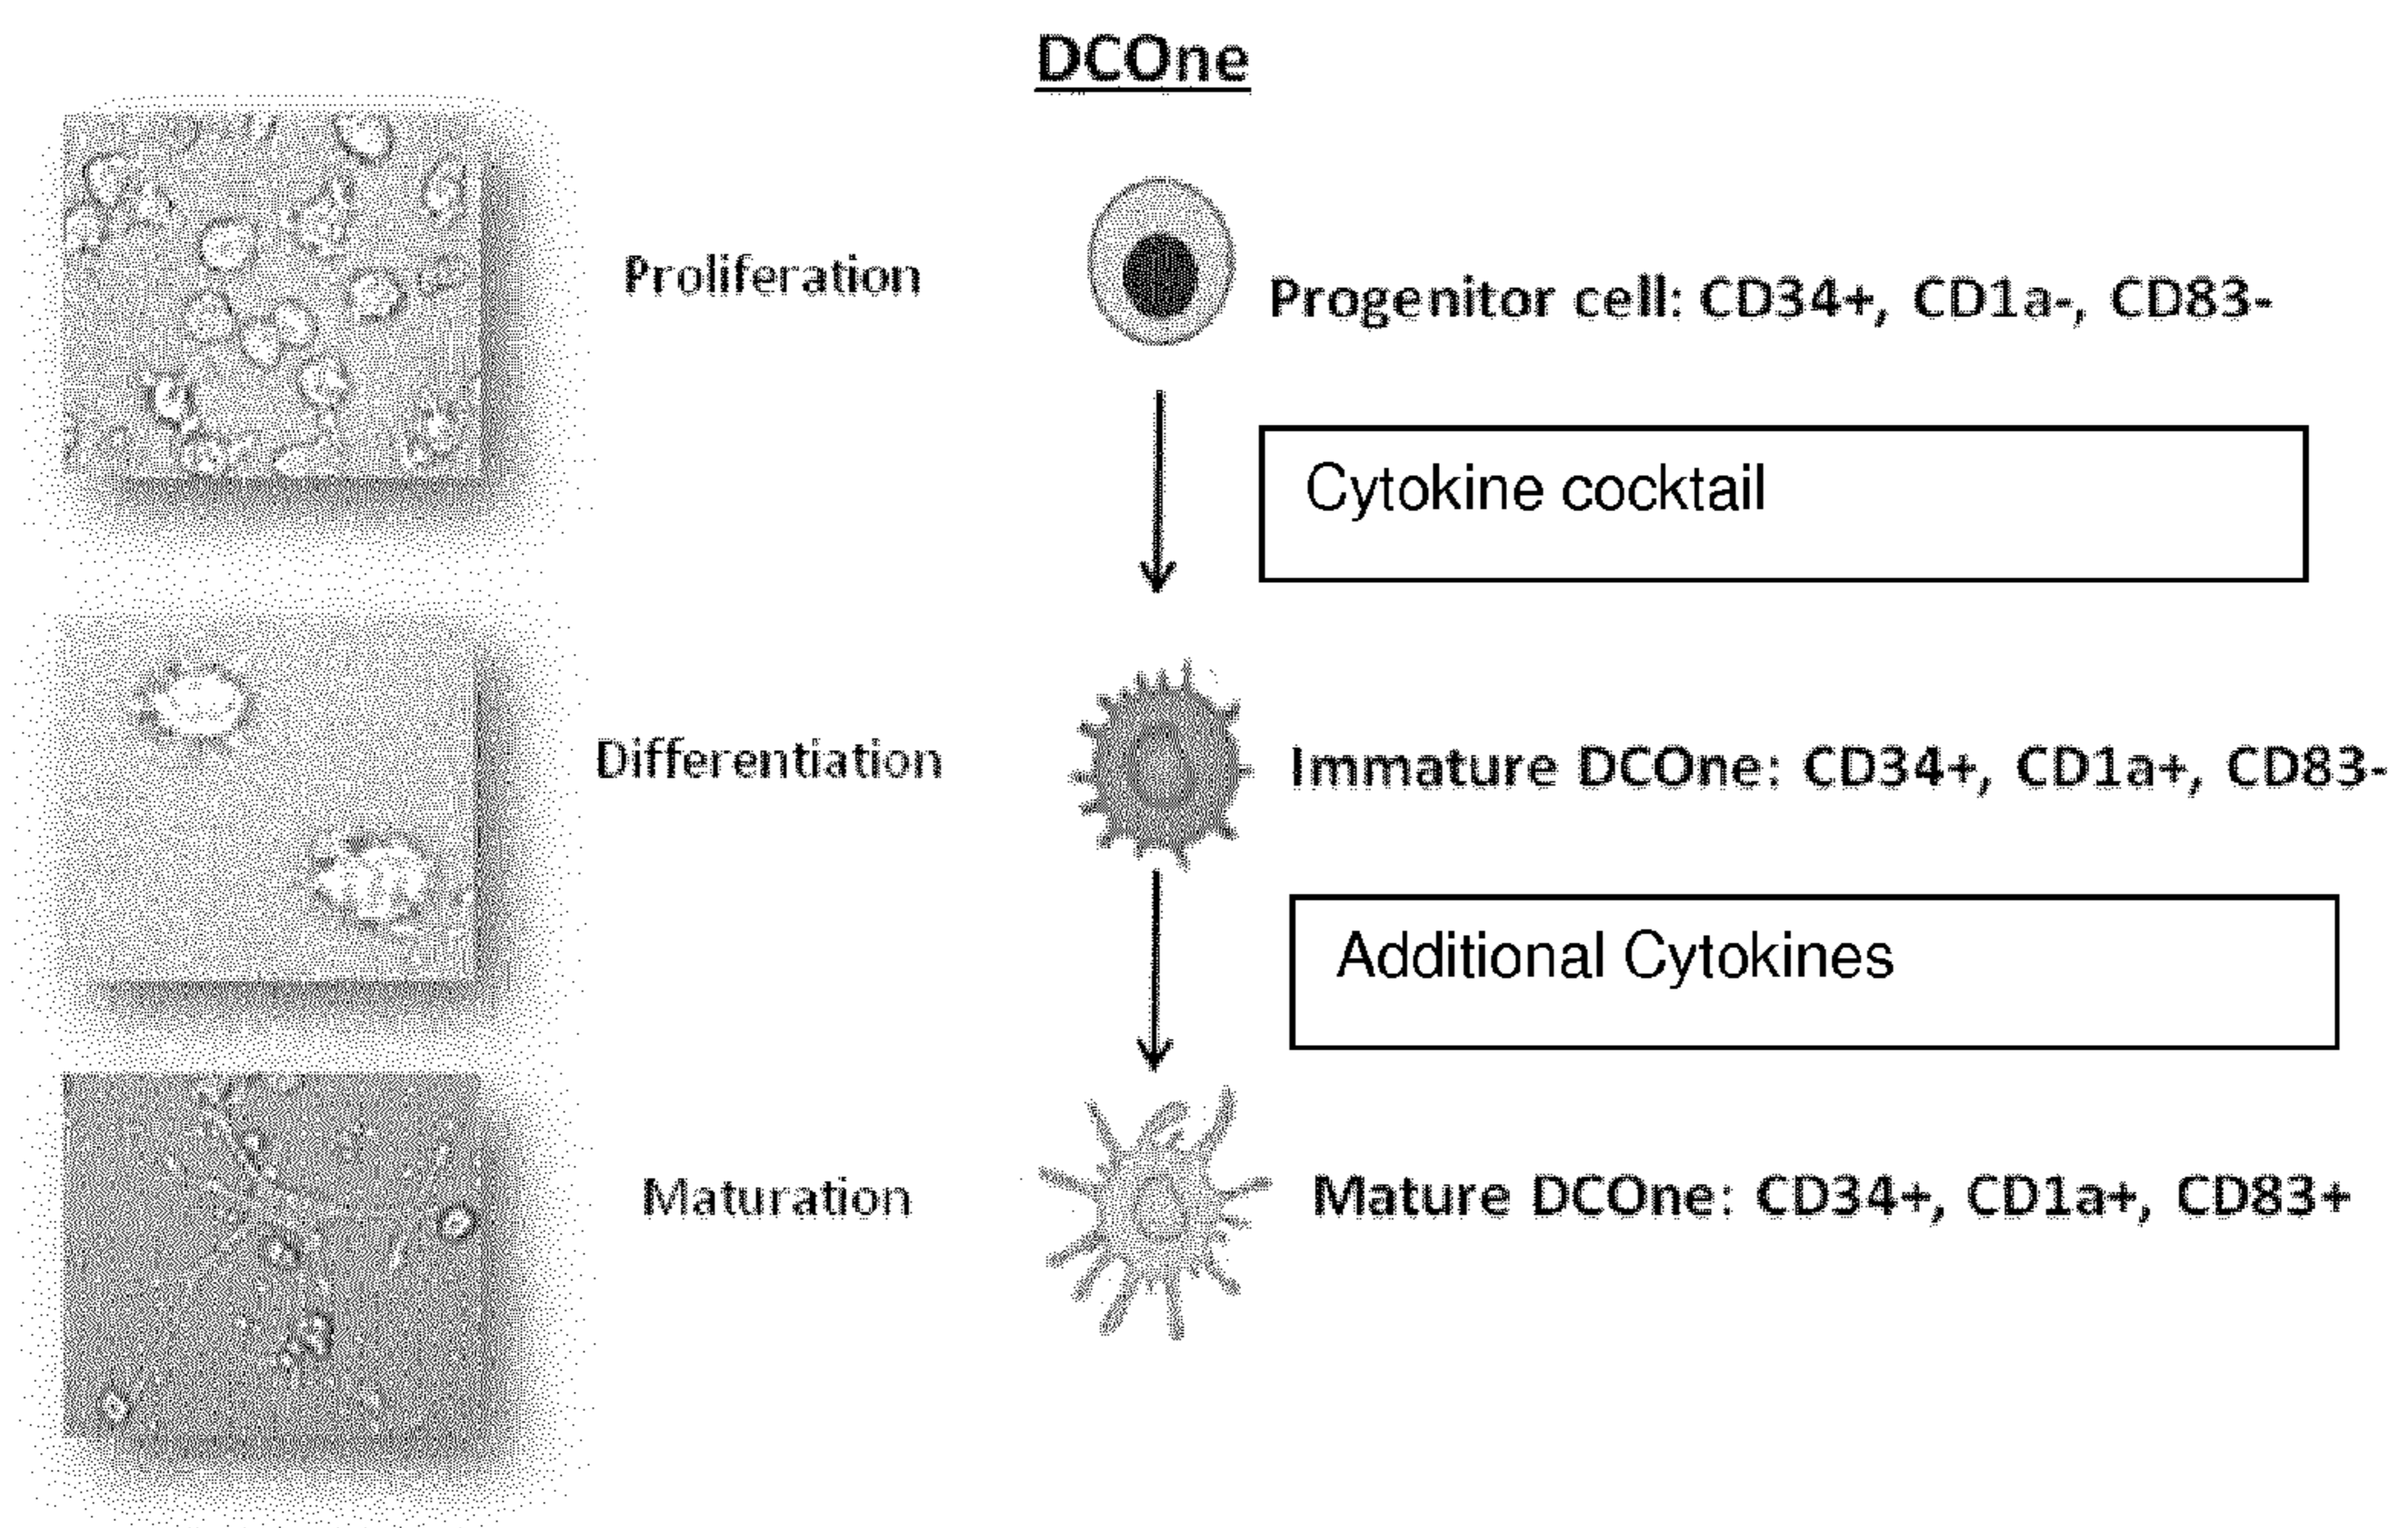 DCOne
Proliferation
Progenitor cell: CD34+, CD1a-, CD83-
Cytokine cocktail
Differentiation
Immature DCOne: CD34+, CD1a+, CD83-
Additional Cytokines
Maturation
Mature DCOne: CD34+, CD1a+, CD83+